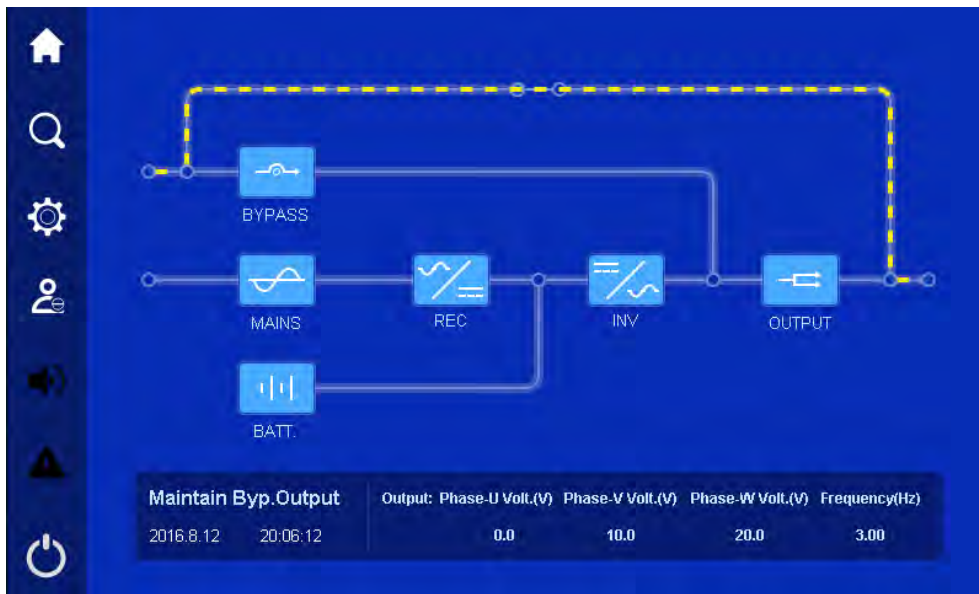 BYPASS
MAINS
REC
INV
OUTPUT
BATT.
Maintain Byp.Output
Output: Phase-U Volt.(V) Phase-V Volt.(V) Phase-W Volt.(V) Frequency(Hz)
2016.8.12 20:06:12
0.0 10.0 20.0 3.00